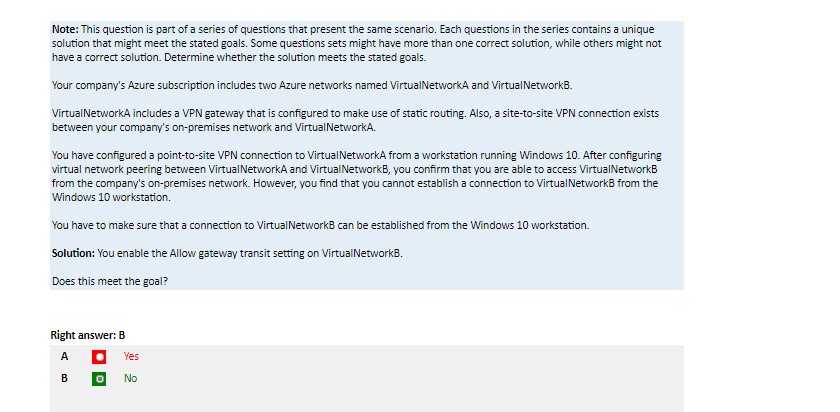 Note: This question is part of a series of questions that present the same scenario. Each questions in the series contains a unique
solution that might meet the stated goals. Some questions sets might have more than one correct solution, while others might not
have a correct solution. Determine whether the solution meets the stated goals.
Your company's Azure subscription includes two Azure networks named VirtualNetworkA and VirtualNetworkB.
VirtualNetworkA includes a VPN gateway that is configured to make use of static routing. Also, a site-to-site VPN connection exists
between your company's on-premises network and VirtualNetworkA.
You have configured a point-to-site VPN connection to VirtualNetworkA from a workstation running Windows 10. After configuring
virtual network peering between VirtualNetworkA and VirtualNetworkB, you confirm that you are able to access VirtualNetworkB
from the company's on-premises network. However, you find that you cannot establish a connection to VirtualNetworkB from the
Windows 10 workstation.
You have to make sure that a connection to VirtualNetworkB can be established from the Windows 10 workstation.
Solution: You enable the Allow gateway transit setting on VirtualNetworkB.
Does this meet the goal?
Right answer: B
A Yes
B No